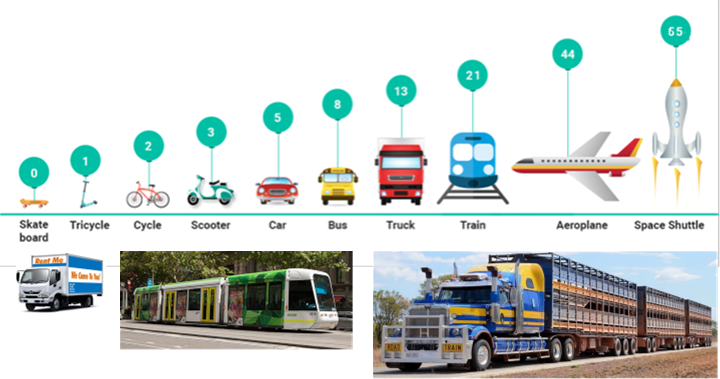 0
1
2
3
5
8
13
21
44
55
Skate
board
Tricycle
Cycle
Scooter
Car
Bus
Truck
Train
Aeroplane
Space Shuttle
Rent Me
We Come To You!
ROAD TRAIN